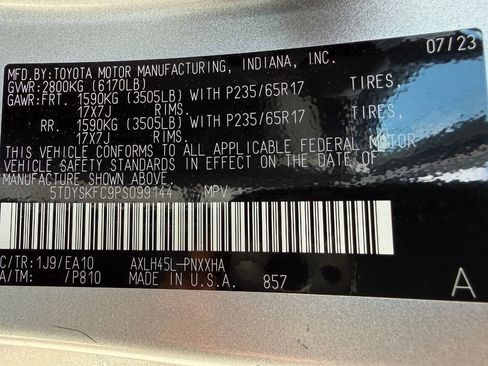 07/23
MFD.BY:TOYOTA MOTOR MANUFACTURING, INDIANA, INC.
GVWR:2800KG (6170LB)
GAWR:FRT. 1590KG (3505LB) WITH P235/65R17 TIRES,
17X7J RIMS.
RR. 1590KG (3505LB) WITH P235/65R17 TIRES,
17X7J RIMS.
THIS VEHICLE CONFORMS TO ALL APPLICABLE FEDERAL MOTOR
VEHICLE SAFETY STANDARDS IN EFFECT ON THE DATE OF
MANUFACTURE SHOWN ABOVE.
5TDYSKFC9PS099144 MPV
C/TR:1J9/EA10 AXLH45L-PNXXHA
A/TM: /P810 MADE IN U.S.A. 857
A